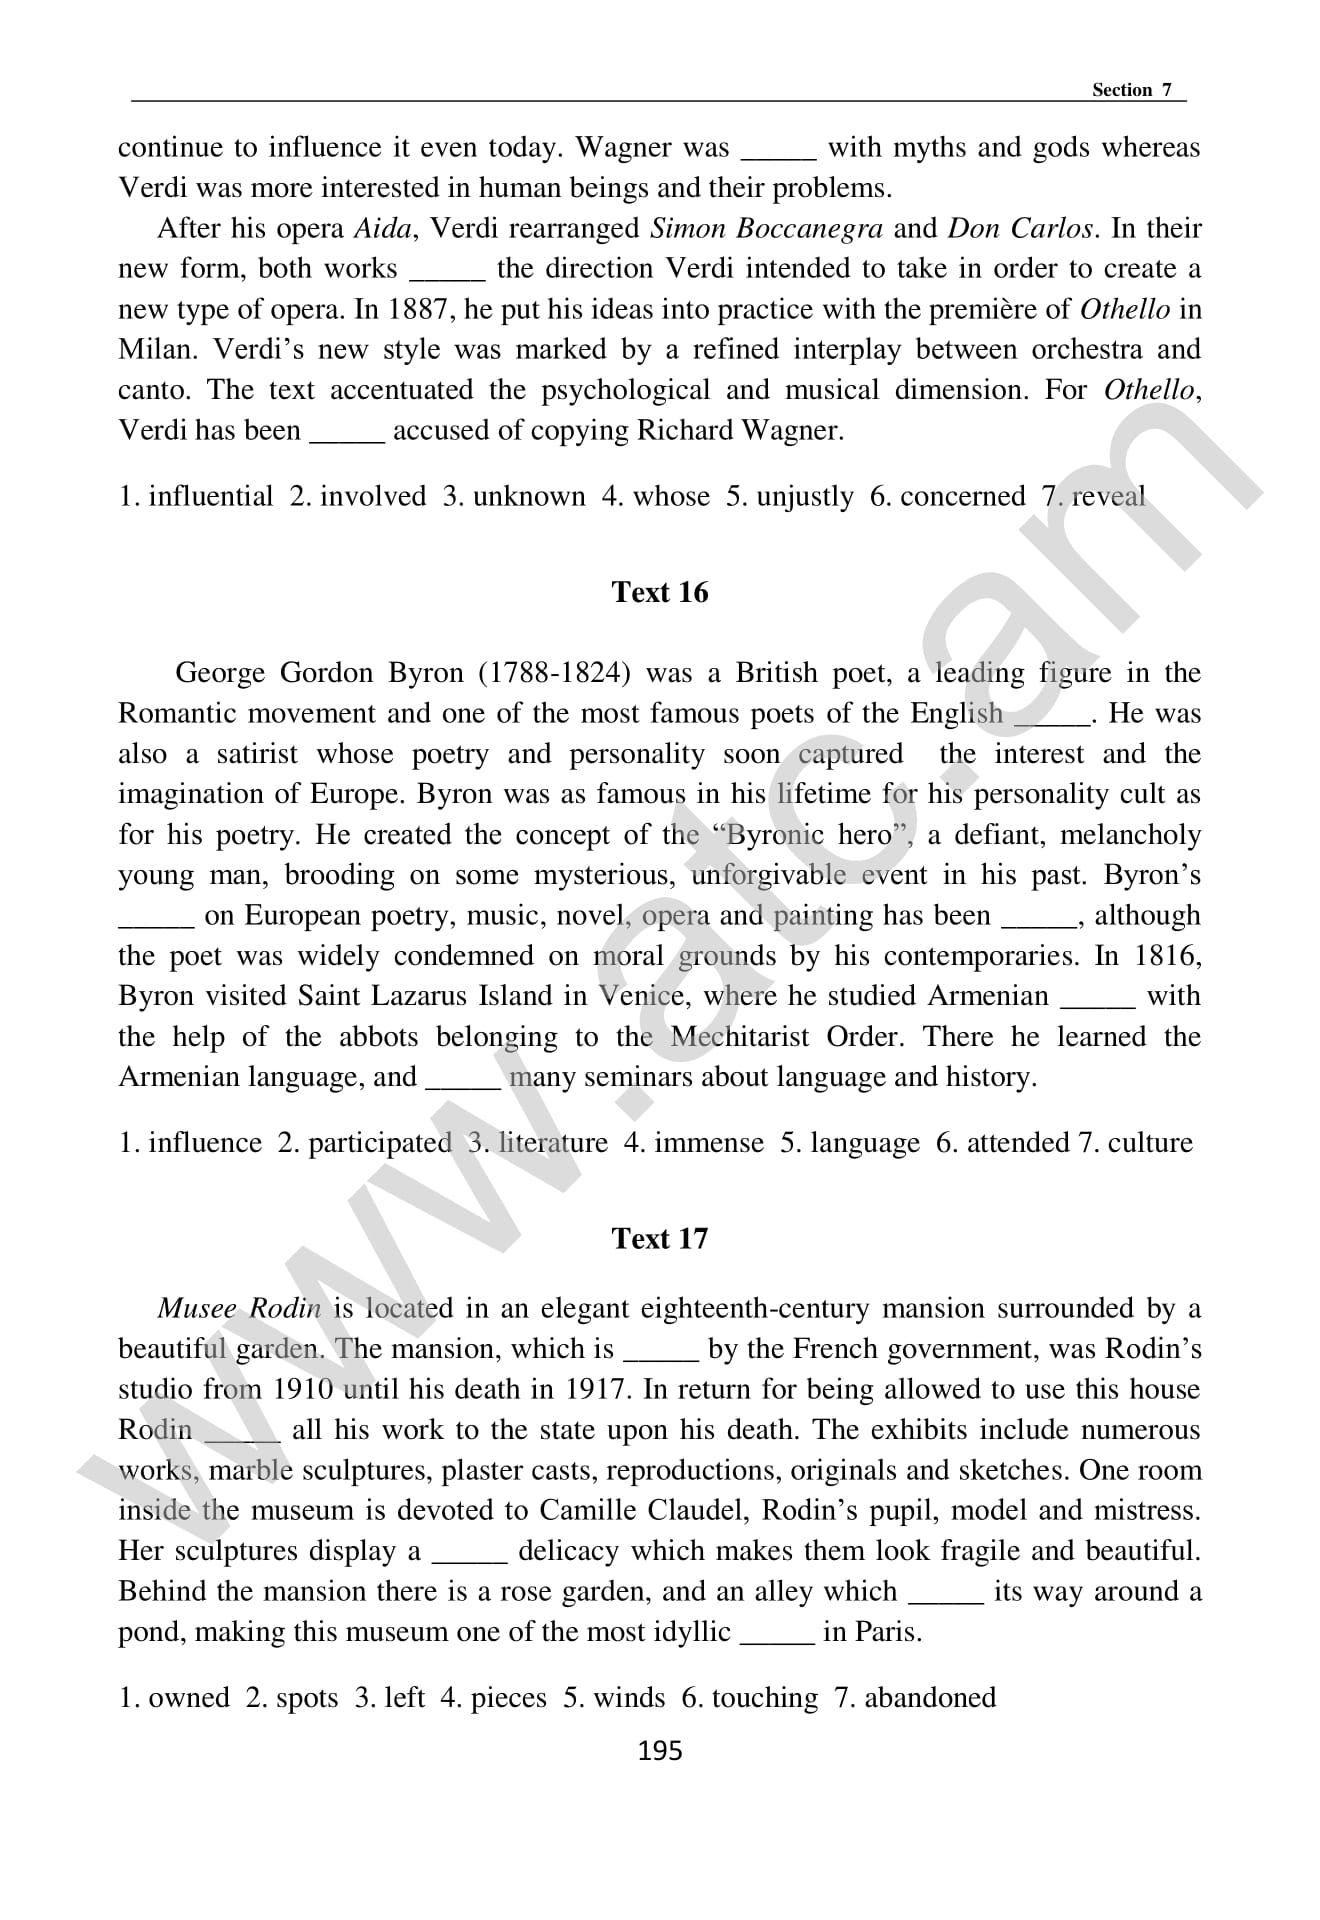 Section 7
continue to influence it even today. Wagner was _____ with myths and gods whereas
Verdi was more interested in human beings and their problems.
After his opera Aida, Verdi rearranged Simon Boccanegra and Don Carlos. In their
new form, both works _____ the direction Verdi intended to take in order to create a
new type of opera. In 1887, he put his ideas into practice with the première of Othello in
Milan. Verdi’s new style was marked by a refined interplay between orchestra and
canto. The text accentuated the psychological and musical dimension. For Othello,
Verdi has been _____ accused of copying Richard Wagner.
1. influential 2. involved 3. unknown 4. whose 5. unjustly 6. concerned 7. reveal
Text 16
George Gordon Byron (1788-1824) was a British poet, a leading figure in the
Romantic movement and one of the most famous poets of the English _____. He was
also a satirist whose poetry and personality soon captured the interest and the
imagination of Europe. Byron was as famous in his lifetime for his personality cult as
for his poetry. He created the concept of the “Byronic hero”, a defiant, melancholy
young man, brooding on some mysterious, unforgivable event in his past. Byron’s
_____ on European poetry, music, novel, opera and painting has been _____, although
the poet was widely condemned on moral grounds by his contemporaries. In 1816,
Byron visited Saint Lazarus Island in Venice, where he studied Armenian _____ with
the help of the abbots belonging to the Mechitarist Order. There he learned the
Armenian language, and _____ many seminars about language and history.
1. influence 2. participated 3. literature 4. immense 5. language 6. attended 7. culture
Text 17
Musee Rodin is located in an elegant eighteenth-century mansion surrounded by a
beautiful garden. The mansion, which is _____ by the French government, was Rodin’s
studio from 1910 until his death in 1917. In return for being allowed to use this house
Rodin _____ all his work to the state upon his death. The exhibits include numerous
works, marble sculptures, plaster casts, reproductions, originals and sketches. One room
inside the museum is devoted to Camille Claudel, Rodin’s pupil, model and mistress.
Her sculptures display a _____ delicacy which makes them look fragile and beautiful.
Behind the mansion there is a rose garden, and an alley which _____ its way around a
pond, making this museum one of the most idyllic _____ in Paris.
1. owned 2. spots 3. left 4. pieces 5. winds 6. touching 7. abandoned
195
www.atc.am